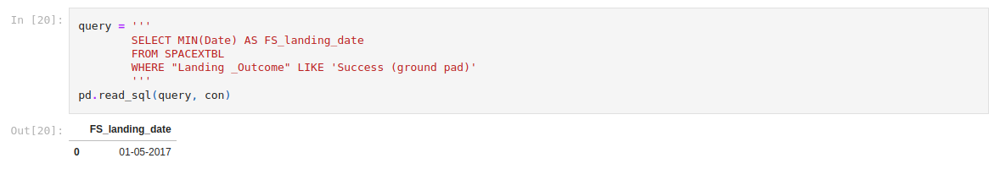 In [20]:
query = '''
SELECT MIN(Date) AS FS_landing_date
FROM SPACEXTBL
WHERE "Landing _Outcome" LIKE 'Success (ground pad)'
'''
pd.read_sql(query, con)
Out[20]:
FS_landing_date
0 01-05-2017